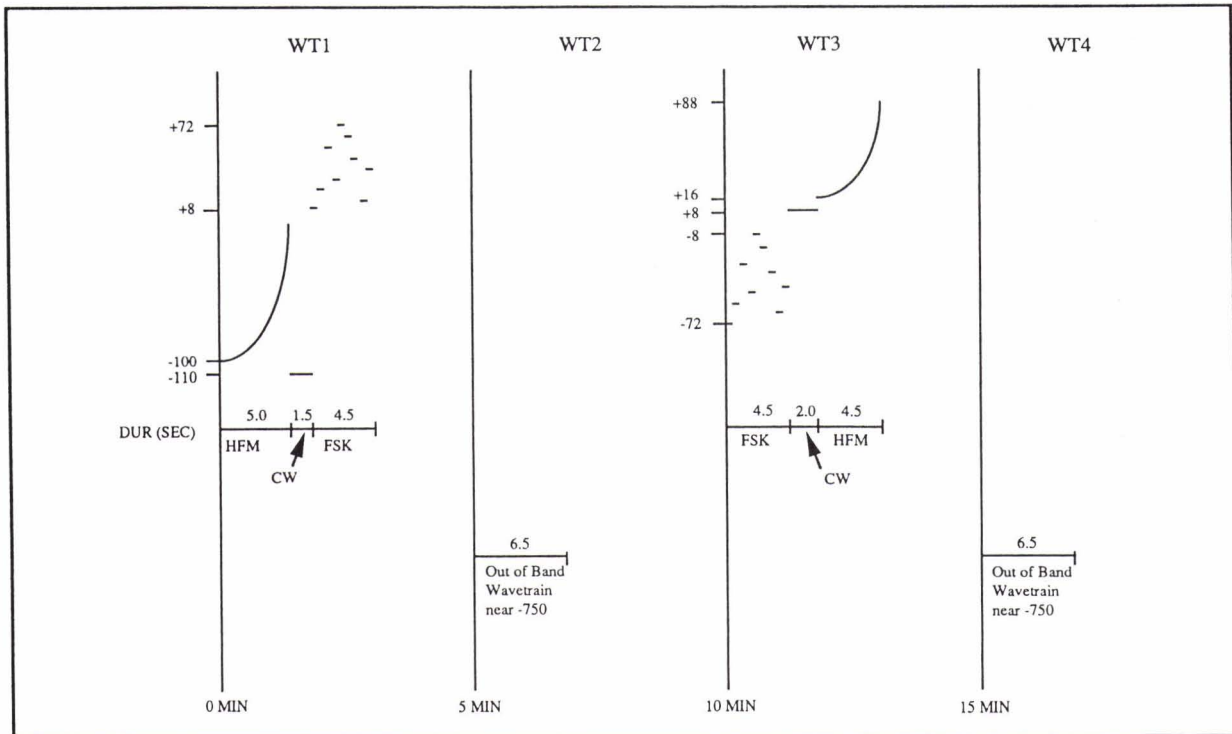 WT1 WT2 WT3 WT4
+72
+8
-100
-110
DUR (SEC)
5.0 1.5 4.5
HFM FSK
CW
6.5
Out of Band
Wavetrain
near -750
+88
+16
+8
-8
-72
4.5 2.0 4.5
FSK HFM
CW
6.5
Out of Band
Wavetrain
near -750
0 MIN 5 MIN 10 MIN 15 MIN